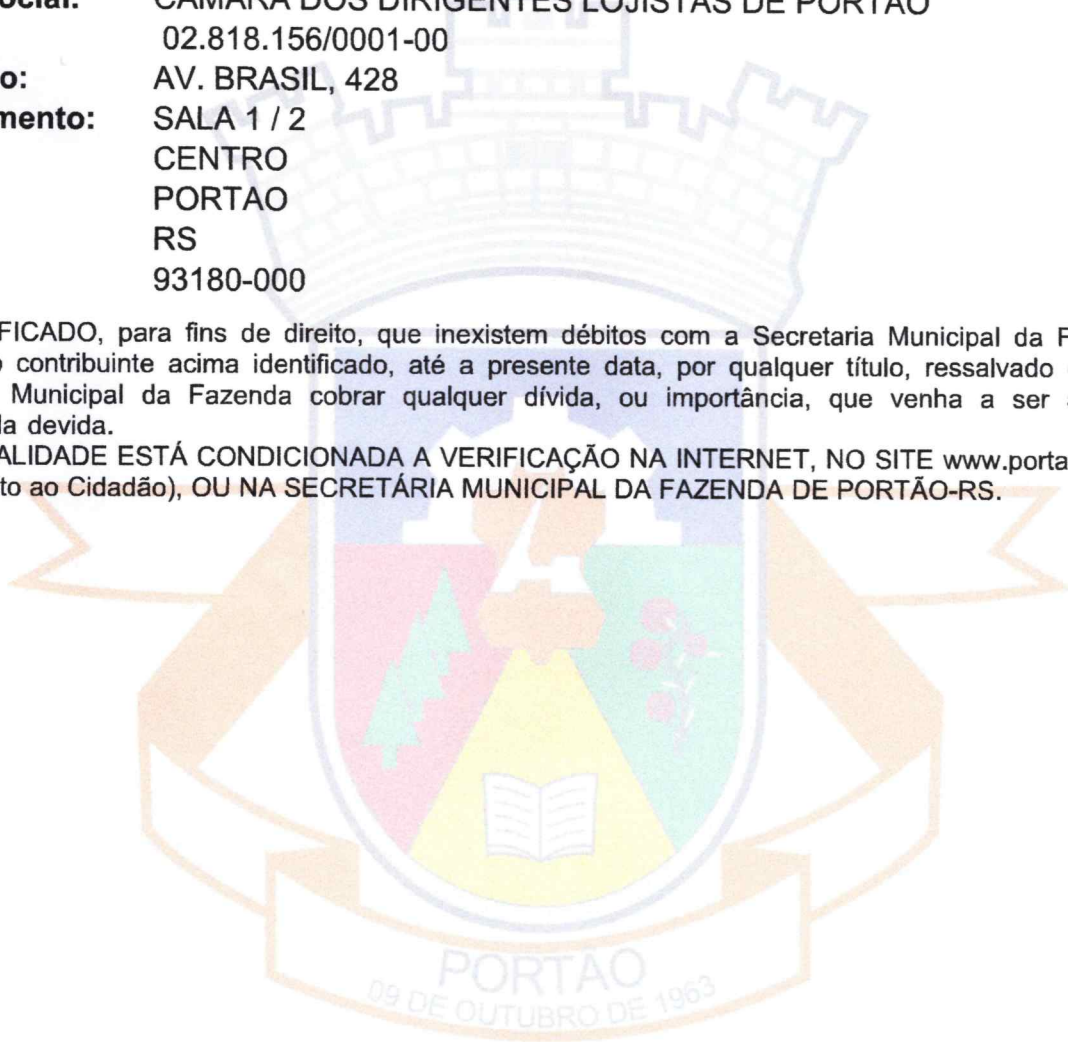 ocial: CAMARA DOS DIRIGENTES LOJISTAS DE PORTAO
02.818.156/0001-00
o: AV. BRASIL, 428
mento: SALA 1 / 2
CENTRO
PORTAO
RS
93180-000
FICADO, para fins de direito, que inexistem débitos com a Secretaria Municipal da F
o contribuinte acima identificado, até a presente data, por qualquer título, ressalvado
Municipal da Fazenda cobrar qualquer dívida, ou importância, que venha a ser
da devida.
ALIDADE ESTÁ CONDICIONADA A VERIFICAÇÃO NA INTERNET, NO SITE www.porta
to ao Cidadão), OU NA SECRETÁRIA MUNICIPAL DA FAZENDA DE PORTÃO-RS.
PORTÃO
09 DE OUTUBRO DE 1963